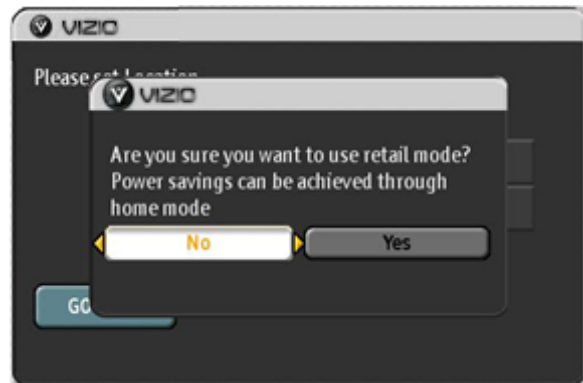 VIZIO
Please set Location
VIZIO
Are you sure you want to use retail mode?
Power savings can be achieved through
home mode
No
Yes
GO